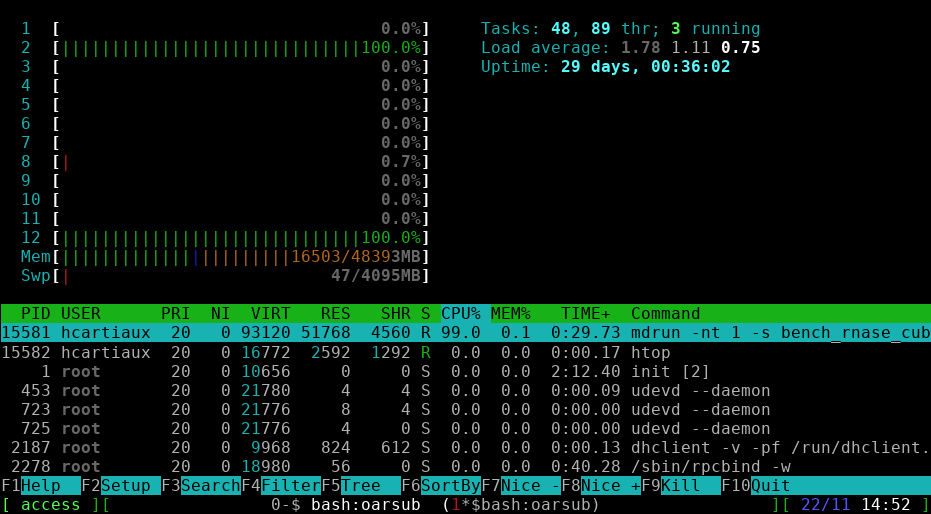 1 [ 0.0%] Tasks: 48, 89 thr; 3 running
2 [||||||||||||||||||||||||||||||100.0%] Load average: 1.78 1.11 0.75
3 [ 0.0%] Uptime: 29 days, 00:36:02
4 [ 0.0%]
5 [ 0.0%]
6 [ 0.0%]
7 [ 0.0%]
8 [| 0.7%]
9 [ 0.0%]
10 [ 0.0%]
11 [ 0.0%]
12 [||||||||||||||||||||||||||||||100.0%]
Mem[|||||||||||||||||||||||16503/48393MB]
Swp[| 47/4095MB]
PID USER PRI NI VIRT RES SHR S CPU% MEM% TIME+ Command
15581 hcartiaux 20 0 93120 51768 4560 R 99.0 0.1 0:29.73 mdrun -nt 1 -s bench_rnase_cub
15582 hcartiaux 20 0 16772 2592 1292 R 0.0 0.0 0:00.17 htop
1 root 20 0 10656 0 0 S 0.0 0.0 2:12.40 init [2]
453 root 20 0 21780 4 4 S 0.0 0.0 0:00.09 udevd --daemon
723 root 20 0 21776 8 4 S 0.0 0.0 0:00.00 udevd --daemon
725 root 20 0 21776 4 0 S 0.0 0.0 0:00.00 udevd --daemon
2187 root 20 0 9968 824 612 S 0.0 0.0 0:00.13 dhclient -v -pf /run/dhclient.
2278 root 20 0 18980 56 0 S 0.0 0.0 0:40.28 /sbin/rpcbind -w
F1Help F2Setup F3SearchF4FilterF5Tree F6SortByF7Nice -F8Nice +F9Kill F10Quit
[ access ][ 0-$ bash:oarsub (1*$bash:oarsub) ][ 22/11 14:52 ]